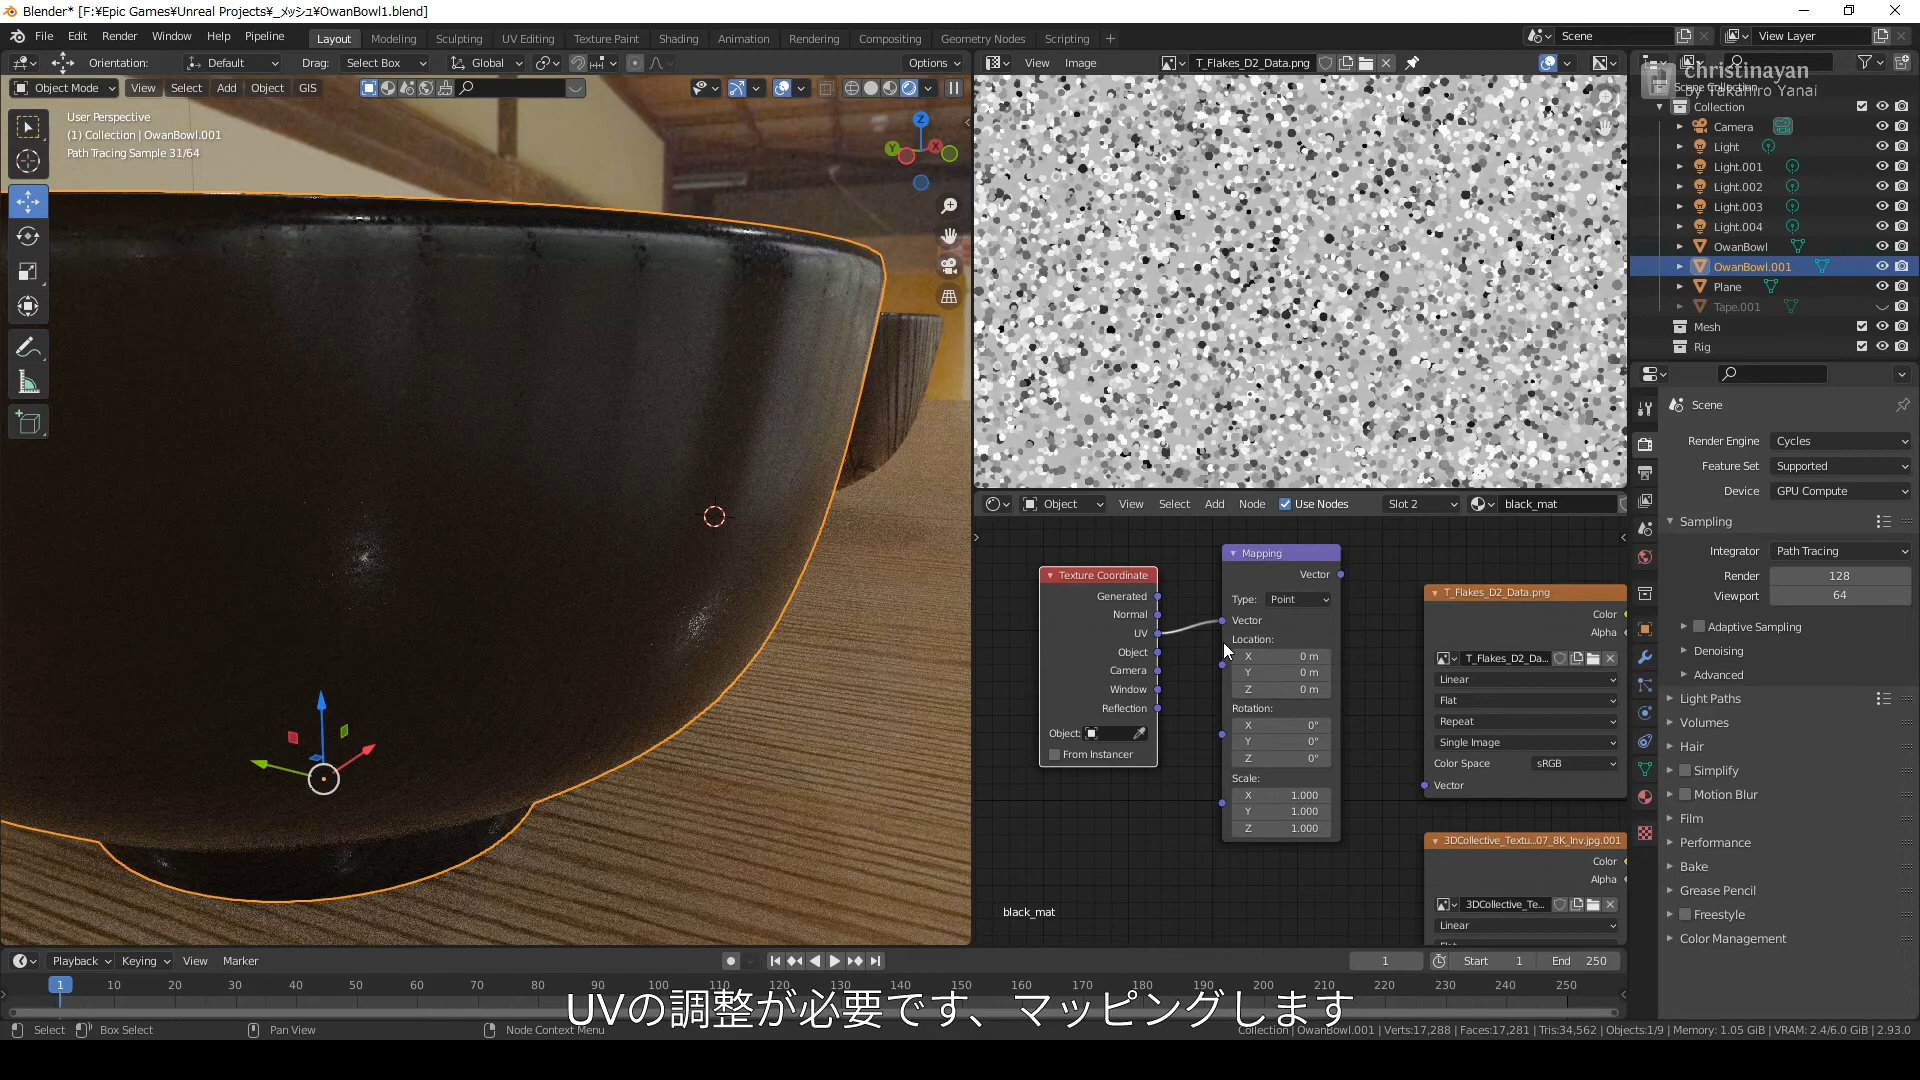 Blender* [F:¥Epic Games¥Unreal Projects¥_メッシュ¥OwanBowl1.blend]
File Edit Render Window Help Pipeline Layout Modeling Sculpting UV Editing Texture Paint Shading Animation Rendering Compositing Geometry Nodes Scripting + Scene View Layer
Orientation: Default Drag: Select Box Global Options View Image T_Flakes_D2_Data.png
Object Mode View Select Add Object GIS
christinayan
by Takahiro Yanai
Scene Collection
User Perspective
(1) Collection | OwanBowl.001
Path Tracing Sample 31/64
Z
Y
X
Collection
Camera
Light
Light.001
Light.002
Light.003
Light.004
OwanBowl
OwanBowl.001
Plane
Tape.001
Mesh
Rig
Scene
Render Engine Cycles
Feature Set Supported
Device GPU Compute
Sampling
Integrator Path Tracing
Render 128
Viewport 64
Adaptive Sampling
Denoising
Advanced
Light Paths
Volumes
Hair
Simplify
Motion Blur
Film
Performance
Bake
Grease Pencil
Freestyle
Color Management
Object View Select Add Node Use Nodes Slot 2 black_mat
Texture Coordinate
Generated
Normal
UV
Object
Camera
Window
Reflection
Object:
From Instancer
Mapping
Vector
Type: Point
Vector
Location:
X 0 m
Y 0 m
Z 0 m
Rotation:
X 0°
Y 0°
Z 0°
Scale:
X 1.000
Y 1.000
Z 1.000
T_Flakes_D2_Data.png
Color
Alpha
T_Flakes_D2_Da...
Linear
Flat
Repeat
Single Image
Color Space sRGB
Vector
3DCollective_Textu...07_8K_Inv.jpg.001
Color
Alpha
3DCollective_Te...
Linear
black_mat
Playback Keying View Marker 1 Start 1 End 250
1 10 20 30 40 50 60 70 80 90 100 110 120 130 140 150 160 170 180 190 200 210 220 230 240 250
UVの調整が必要です、マッピングします
Select Box Select Pan View Node Context Menu Collection | OwanBowl.001 | Verts:17,288 | Faces:17,281 | Tris:34,562 | Objects:1/9 | Memory: 1.05 GiB | VRAM: 2.4/6.0 GiB | 2.93.0